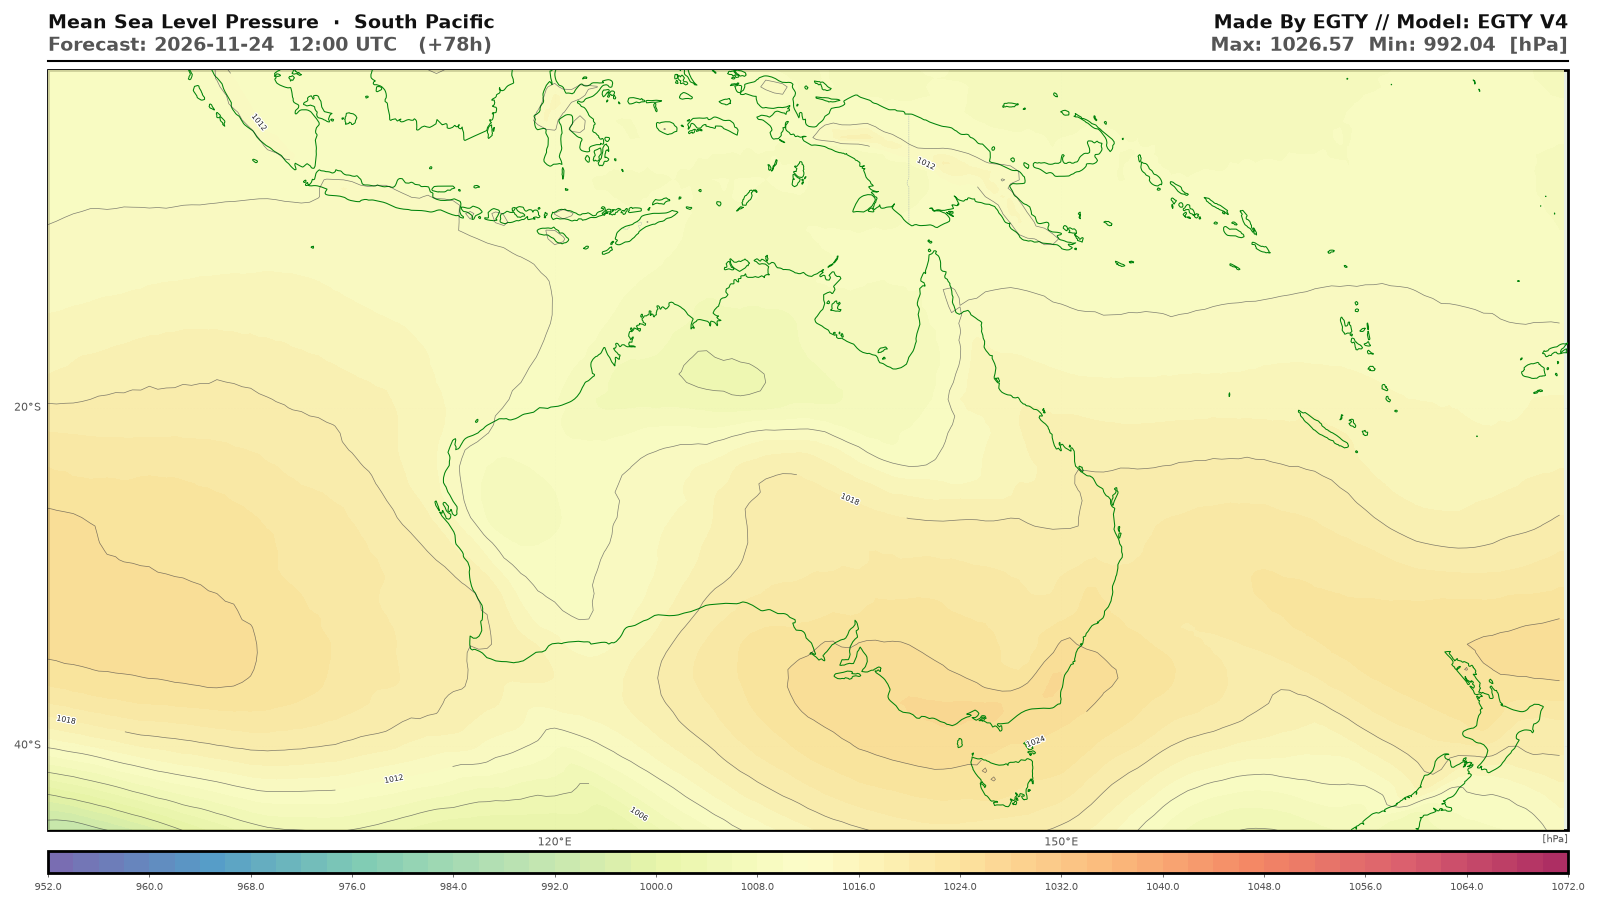 Mean Sea Level Pressure · South Pacific
Made By EGTY // Model: EGTY V4
Forecast: 2026-11-24 12:00 UTC (+78h)
Max: 1026.57 Min: 992.04 [hPa]
1012
1012
20°S
1018
1018
40°S
1024
1012
1006
120°E
150°E
[hPa]
952.0 960.0 968.0 976.0 984.0 992.0 1000.0 1008.0 1016.0 1024.0 1032.0 1040.0 1048.0 1056.0 1064.0 1072.0